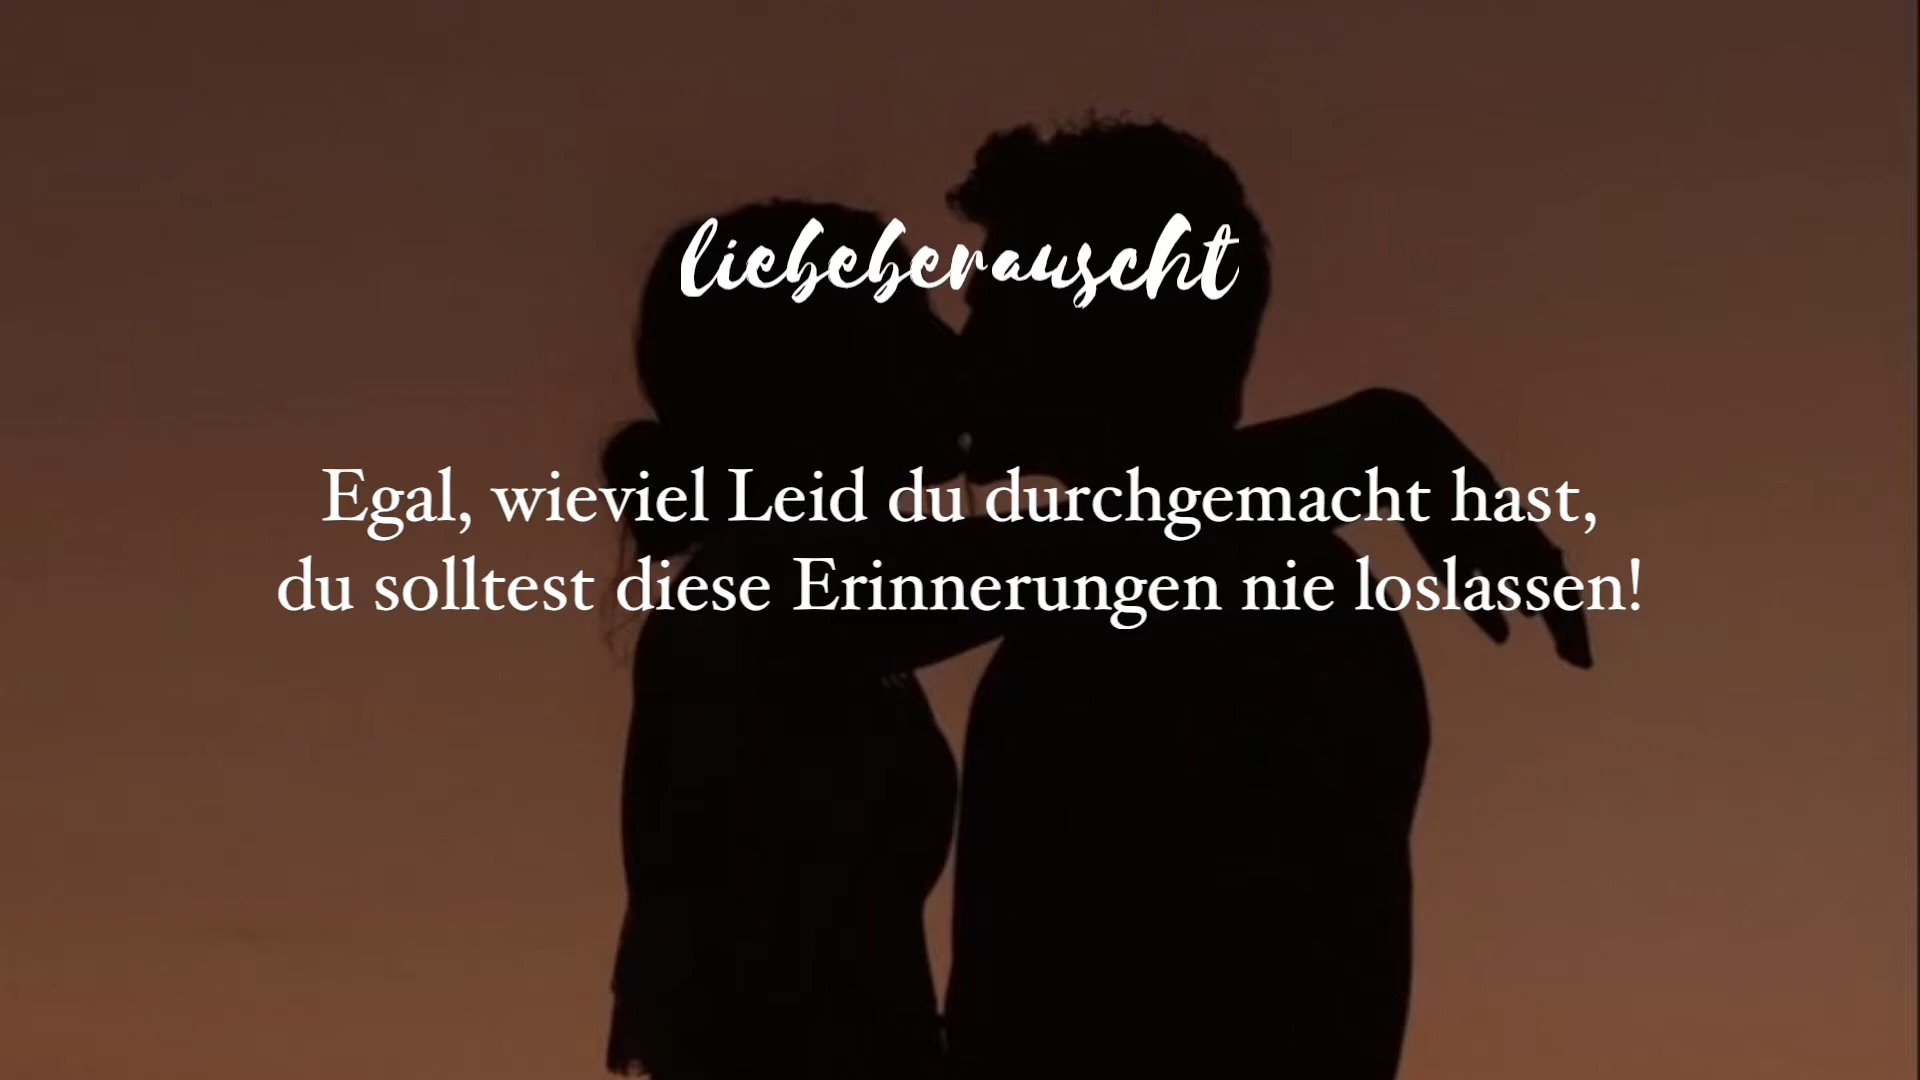 liebeberauscht
Egal, wieviel Leid du durchgemacht hast,
du solltest diese Erinnerungen nie loslassen!